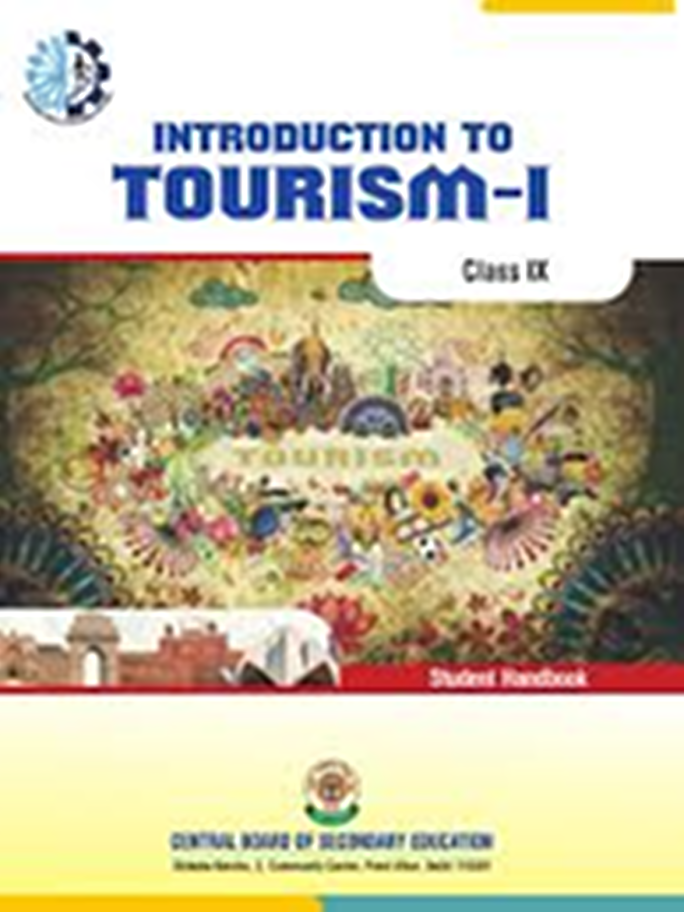 INTRODUCTION TO
TOURISM-I
Class IX
TOURISM
Student Handbook
CENTRAL BOARD OF SECONDARY EDUCATION